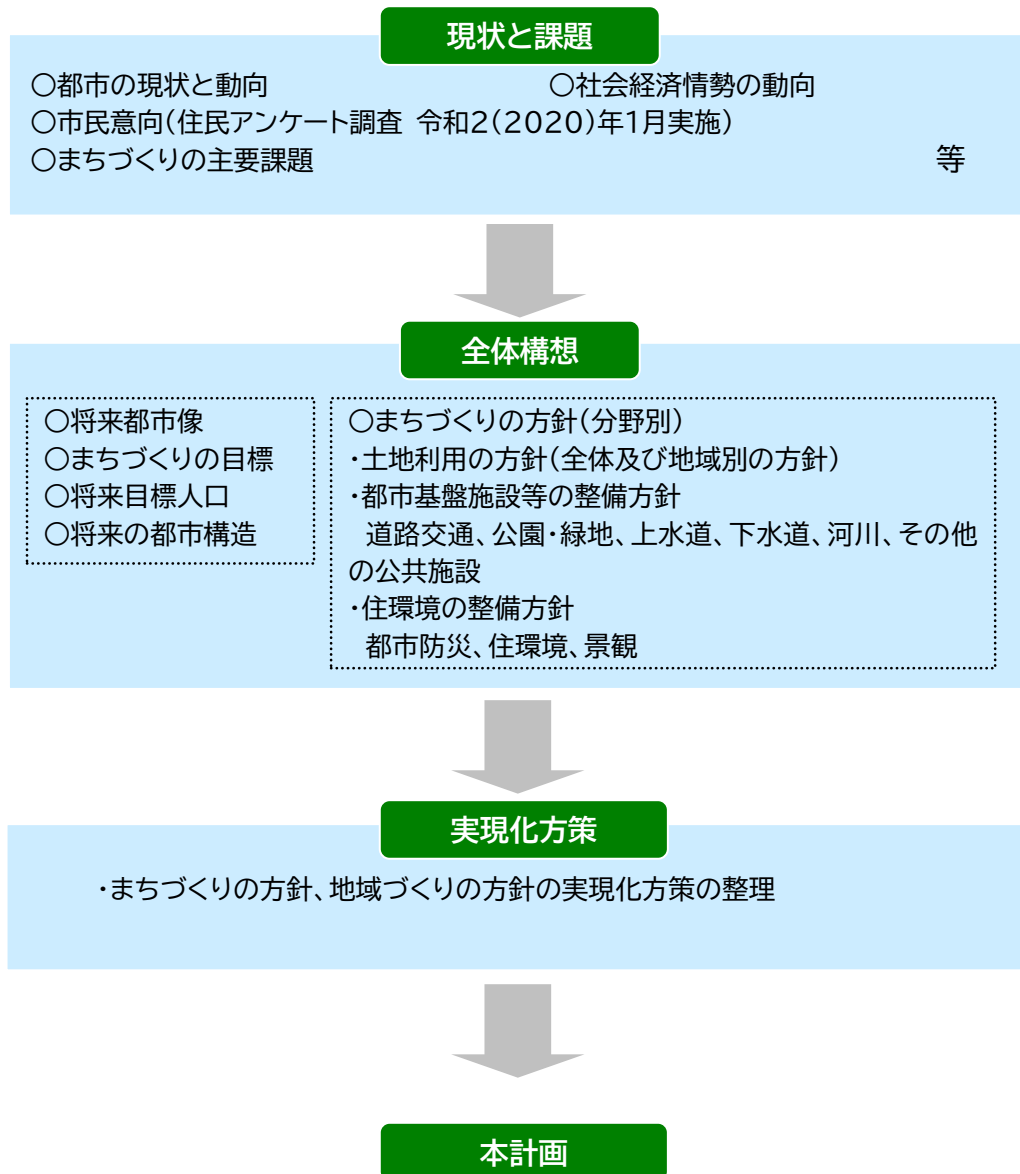 現状と課題
○都市の現状と動向 ○社会経済情勢の動向
○市民意向(住民アンケート調査 令和2(2020)年1月実施)
○まちづくりの主要課題 等
全体構想
○将来都市像
○まちづくりの目標
○将来目標人口
○将来の都市構造
○まちづくりの方針(分野別)
・土地利用の方針(全体及び地域別の方針)
・都市基盤施設等の整備方針
道路交通、公園・緑地、上水道、下水道、河川、その他
の公共施設
・住環境の整備方針
都市防災、住環境、景観
実現化方策
・まちづくりの方針、地域づくりの方針の実現化方策の整理
本計画